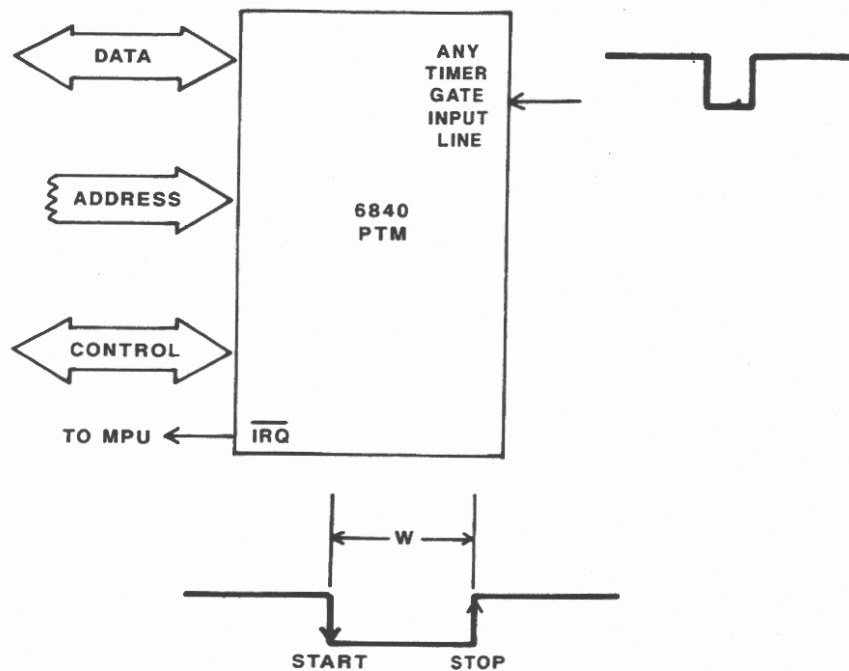 DATA
ANY
TIMER
GATE
INPUT
LINE
ADDRESS
6840
PTM
CONTROL
TO MPU
IRQ
W
START
STOP